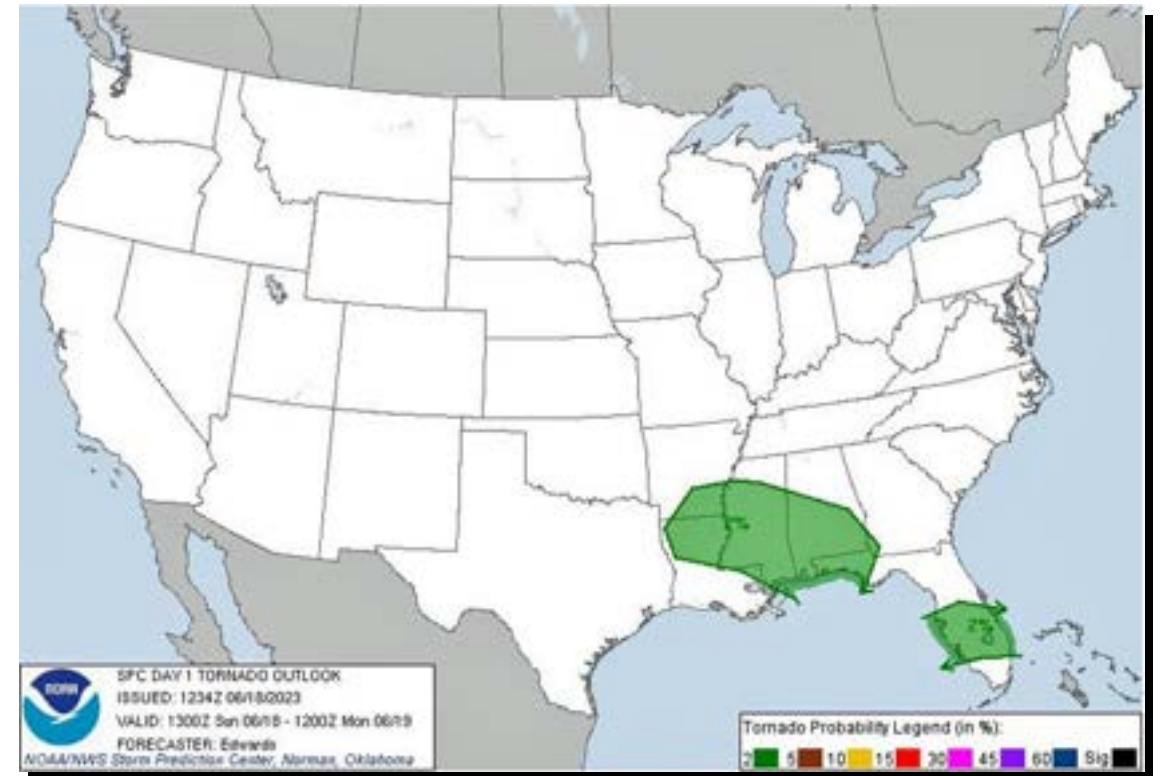 2%
2%
SPC DAY 1 TORNADO OUTLOOK
ISSUED: 1234Z 06/18/2023
VALID: 1300Z Sun 06/18 - 1200Z Mon 06/19
FORECASTER: Edwards
NOAA/NWS Storm Prediction Center, Norman, Oklahoma
NOAA
Tornado Probability Legend (in %):
2 5 10 15 30 45 60 Sig